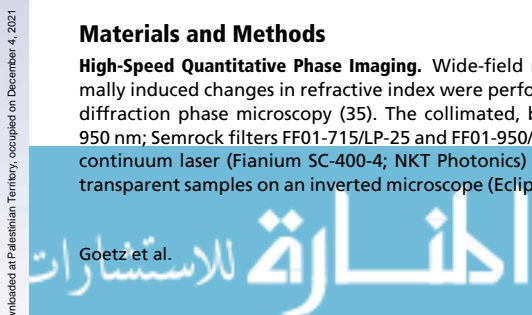 nloaded at Palestinian Territory, occupied on December 4, 2021
Materials and Methods
High-Speed Quantitative Phase Imaging. Wide-field
mally induced changes in refractive index were perfo
diffraction phase microscopy (35). The collimated, b
950 nm; Semrock filters FF01-715/LP-25 and FF01-950/
continuum laser (Fianium SC-400-4; NKT Photonics)
transparent samples on an inverted microscope (Eclip
Goetz et al.
المنارة للاستشارات